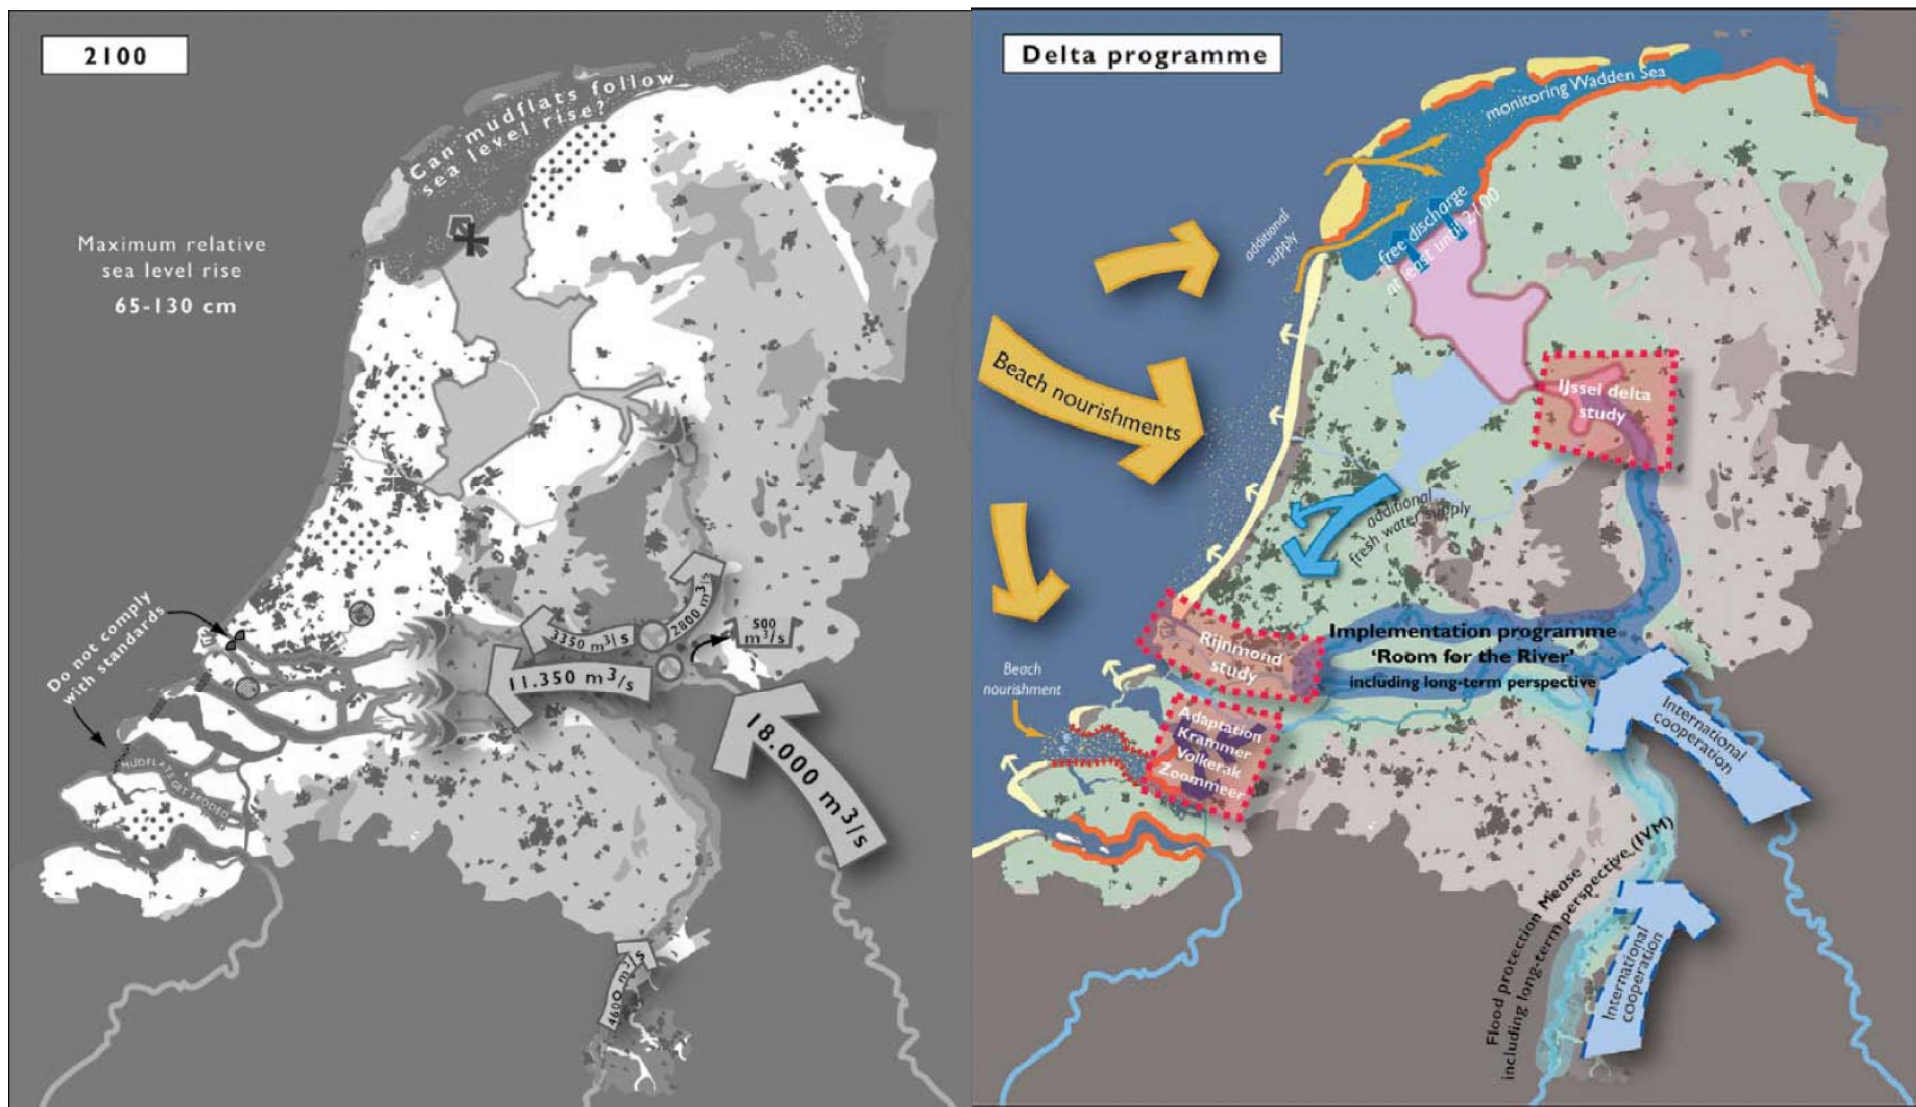 2100
Can mudflats follow
sea level rise?
Maximum relative
sea level rise
65-130 cm
Do not comply
with standards
MUDFLATS GET ERODED
3350 m³/s
2800 m³/s
500
m³/s
11.350 m³/s
18.000 m³/s
4600 m³/s
Delta programme
monitoring Wadden Sea
free discharge
at least until 2100
additional
supply
Beach nourishments
IJssel delta
study
additional
fresh water supply
Rijnmond
study
Implementation programme
'Room for the River'
including long-term perspective
Beach
nourishment
Adaptation
Krammer
Volkerak
Zoommeer
International
cooperation
Flood protection Meuse
including long-term perspective (IVM)
International
cooperation